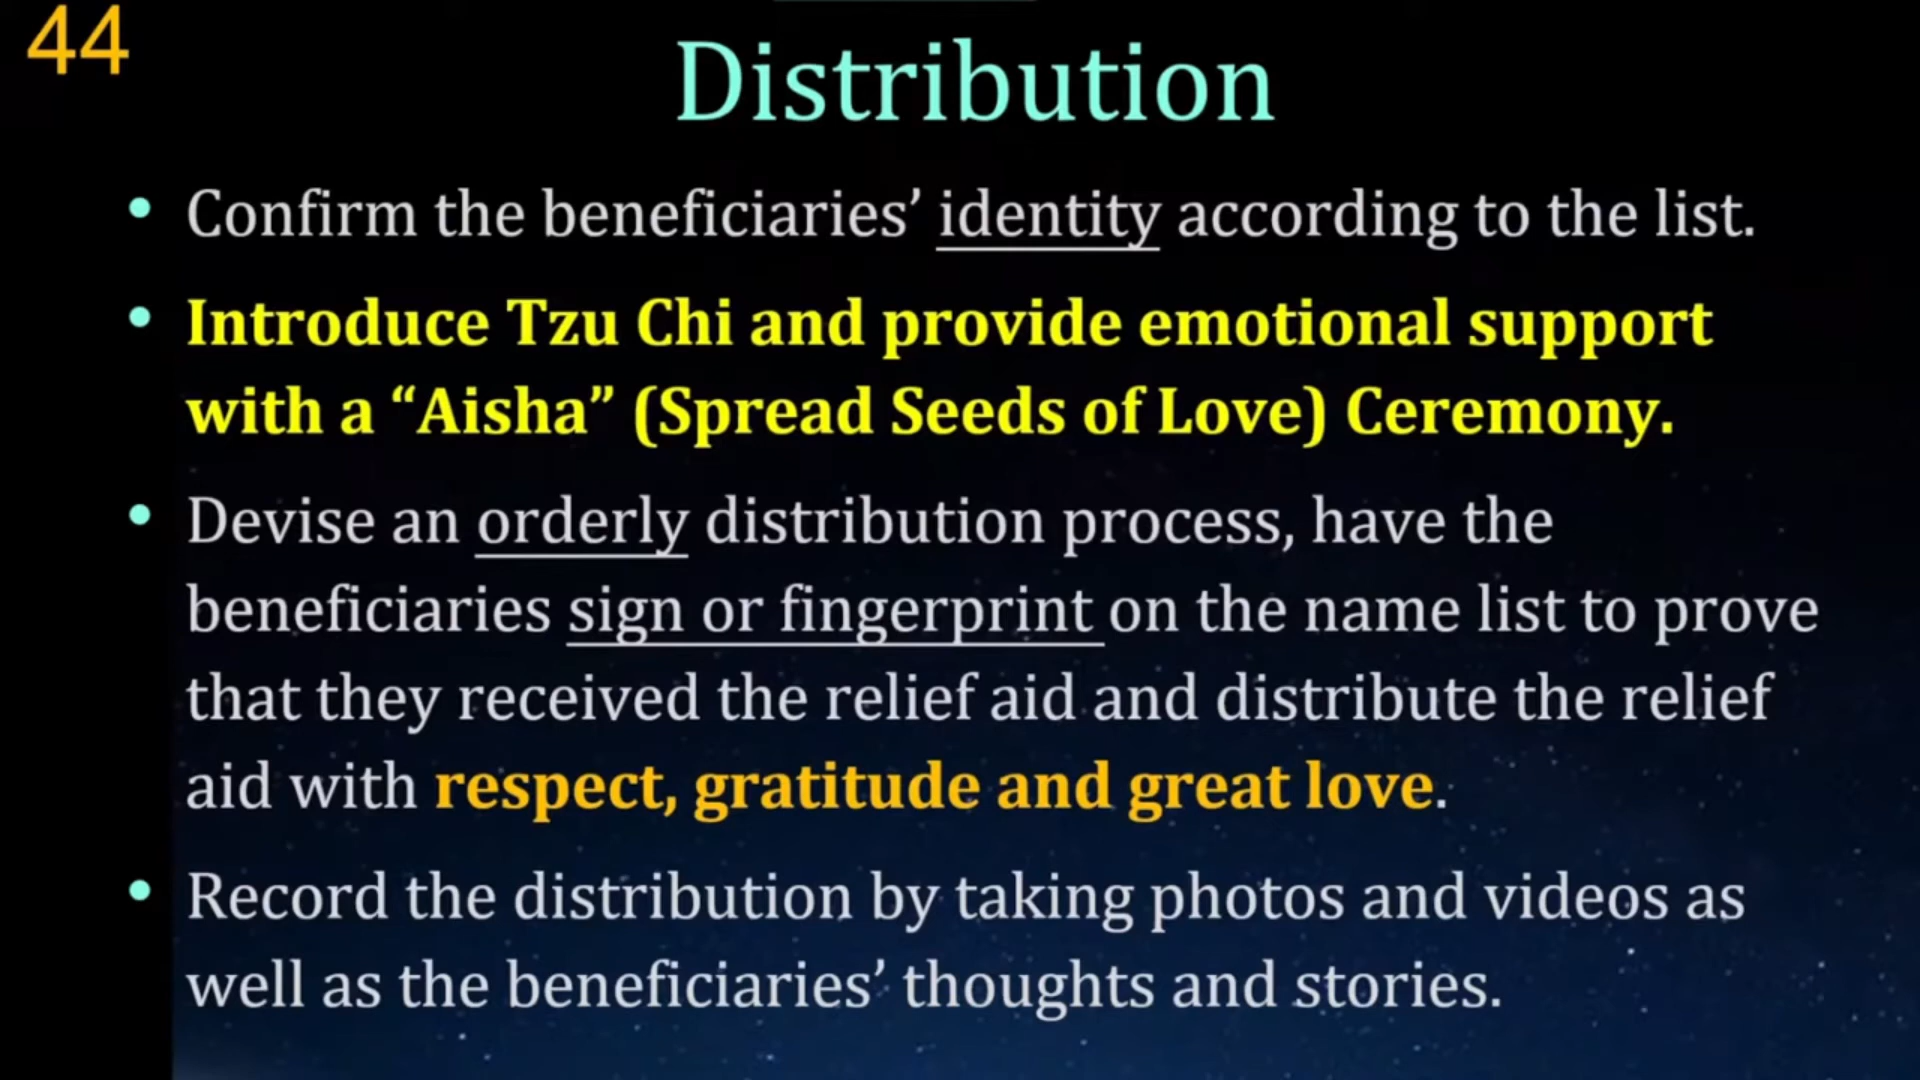 44
Distribution
• Confirm the beneficiaries’ identity according to the list.
• Introduce Tzu Chi and provide emotional support
with a “Aisha” (Spread Seeds of Love) Ceremony.
• Devise an orderly distribution process, have the
beneficiaries sign or fingerprint on the name list to prove
that they received the relief aid and distribute the relief
aid with respect, gratitude and great love.
• Record the distribution by taking photos and videos as
well as the beneficiaries’ thoughts and stories.